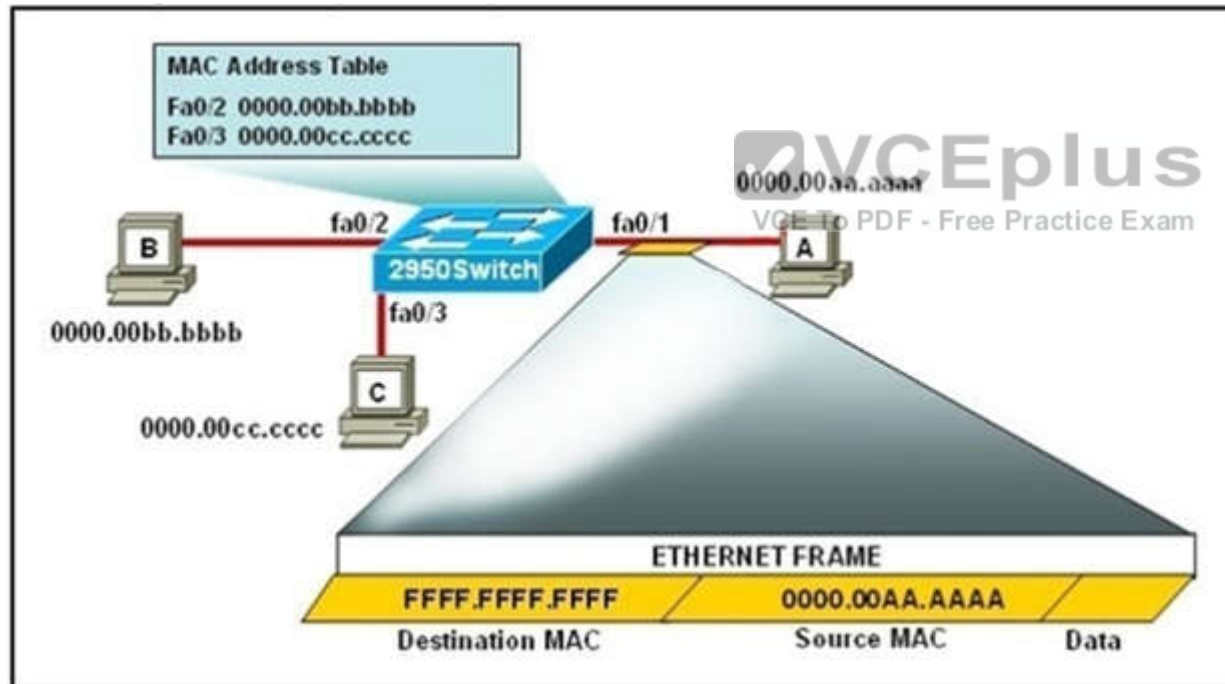 MAC Address Table
Fa0/2 0000.00bb.bbbb
Fa0/3 0000.00cc.cccc
VCEplus
0000.00aa.aaaa
VCE To PDF - Free Practice Exam
fa0/2
fa0/1
B
A
2950Switch
fa0/3
0000.00bb.bbbb
C
0000.00cc.cccc
ETHERNET FRAME
FFFF.FFFF.FFFF 0000.00AA.AAAA
Destination MAC Source MAC Data